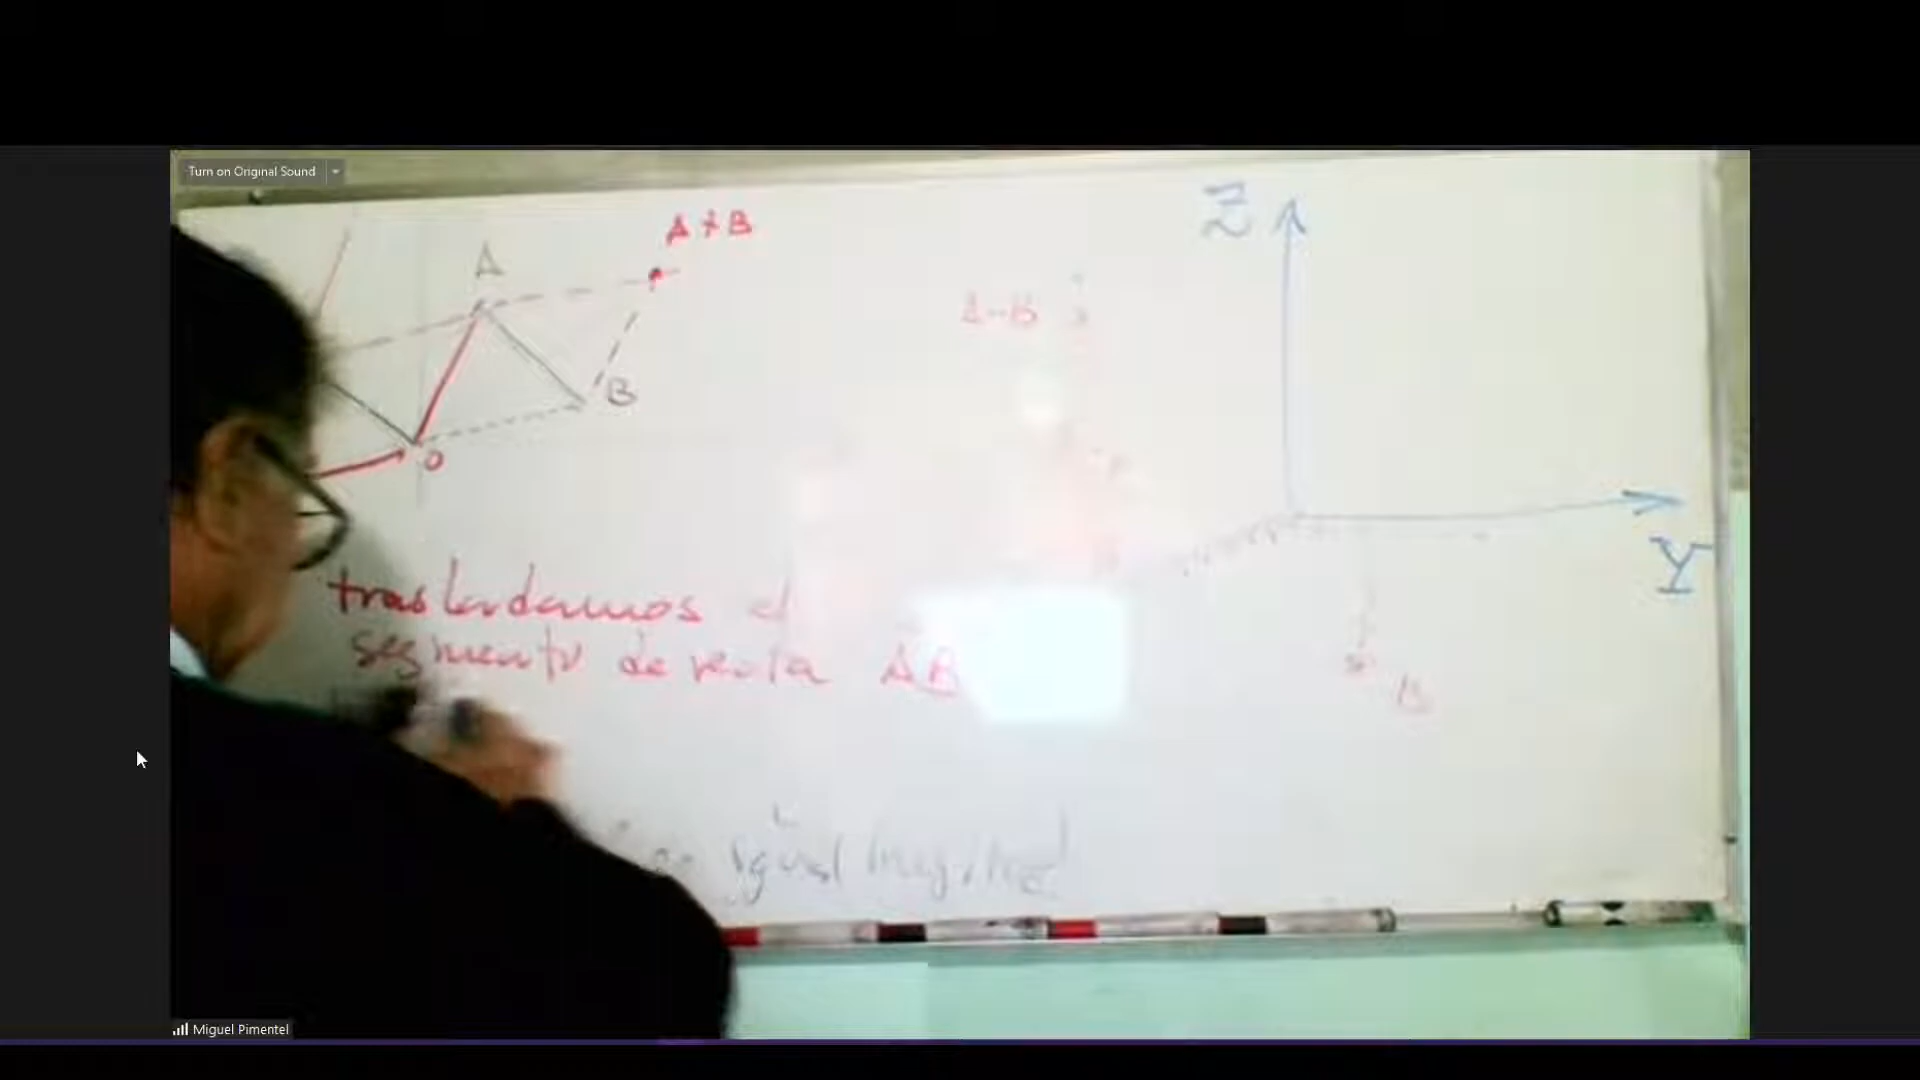 Turn on Original Sound
A + B
Z
A
A-B
B
O
Y
trasladamos el
segmento de recta AB
B
igual magnitud
Miguel Pimentel